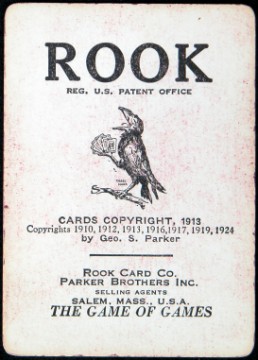 ROOK
REG. U.S. PATENT OFFICE
CARDS COPYRIGHT, 1913
Copyrights 1910, 1912, 1913, 1916, 1917, 1919, 1924
by Geo. S. Parker
ROOK CARD CO.
PARKER BROTHERS INC.
SELLING AGENTS
SALEM, MASS., U.S.A.
THE GAME OF GAMES